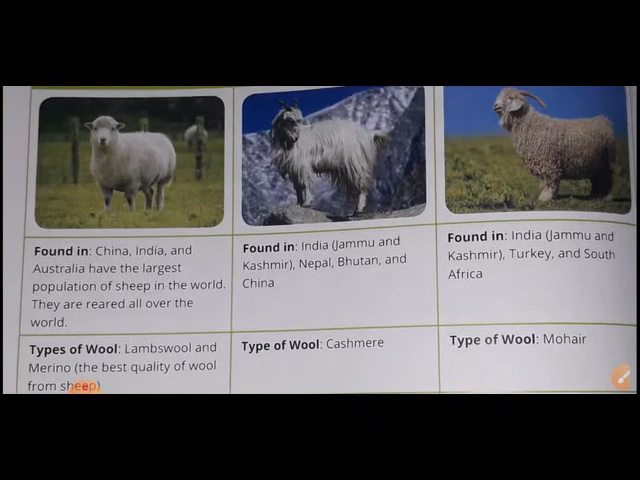 Found in: China, India, and
Australia have the largest
population of sheep in the world.
They are reared all over the
world.
Found in: India (Jammu and
Kashmir), Nepal, Bhutan, and
China
Found in: India (Jammu and
Kashmir), Turkey, and South
Africa
Types of Wool: Lambswool and
Merino (the best quality of wool
from sheep)
Type of Wool: Cashmere
Type of Wool: Mohair